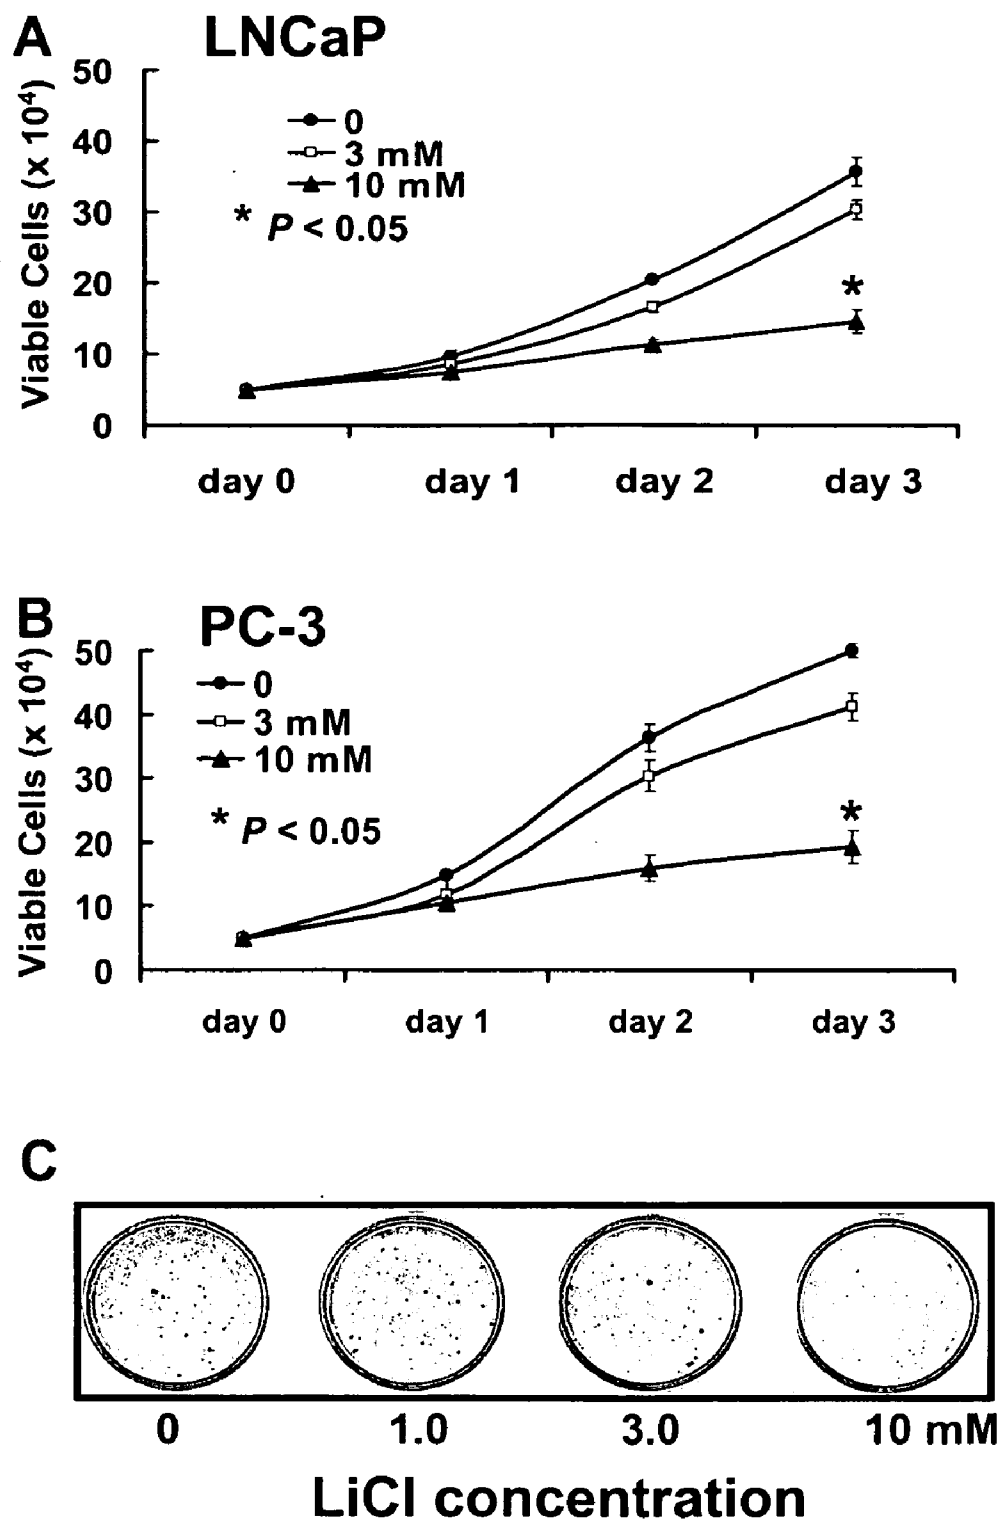 A LNCaP
Viable Cells (x 10⁴)
50
40
30
20
10
0
0
3 mM
10 mM
* P < 0.05
*
day 0 day 1 day 2 day 3
B PC-3
Viable Cells (x 10⁴)
50
40
30
20
10
0
0
3 mM
10 mM
* P < 0.05
*
day 0 day 1 day 2 day 3
C
0 1.0 3.0 10 mM
LiCl concentration